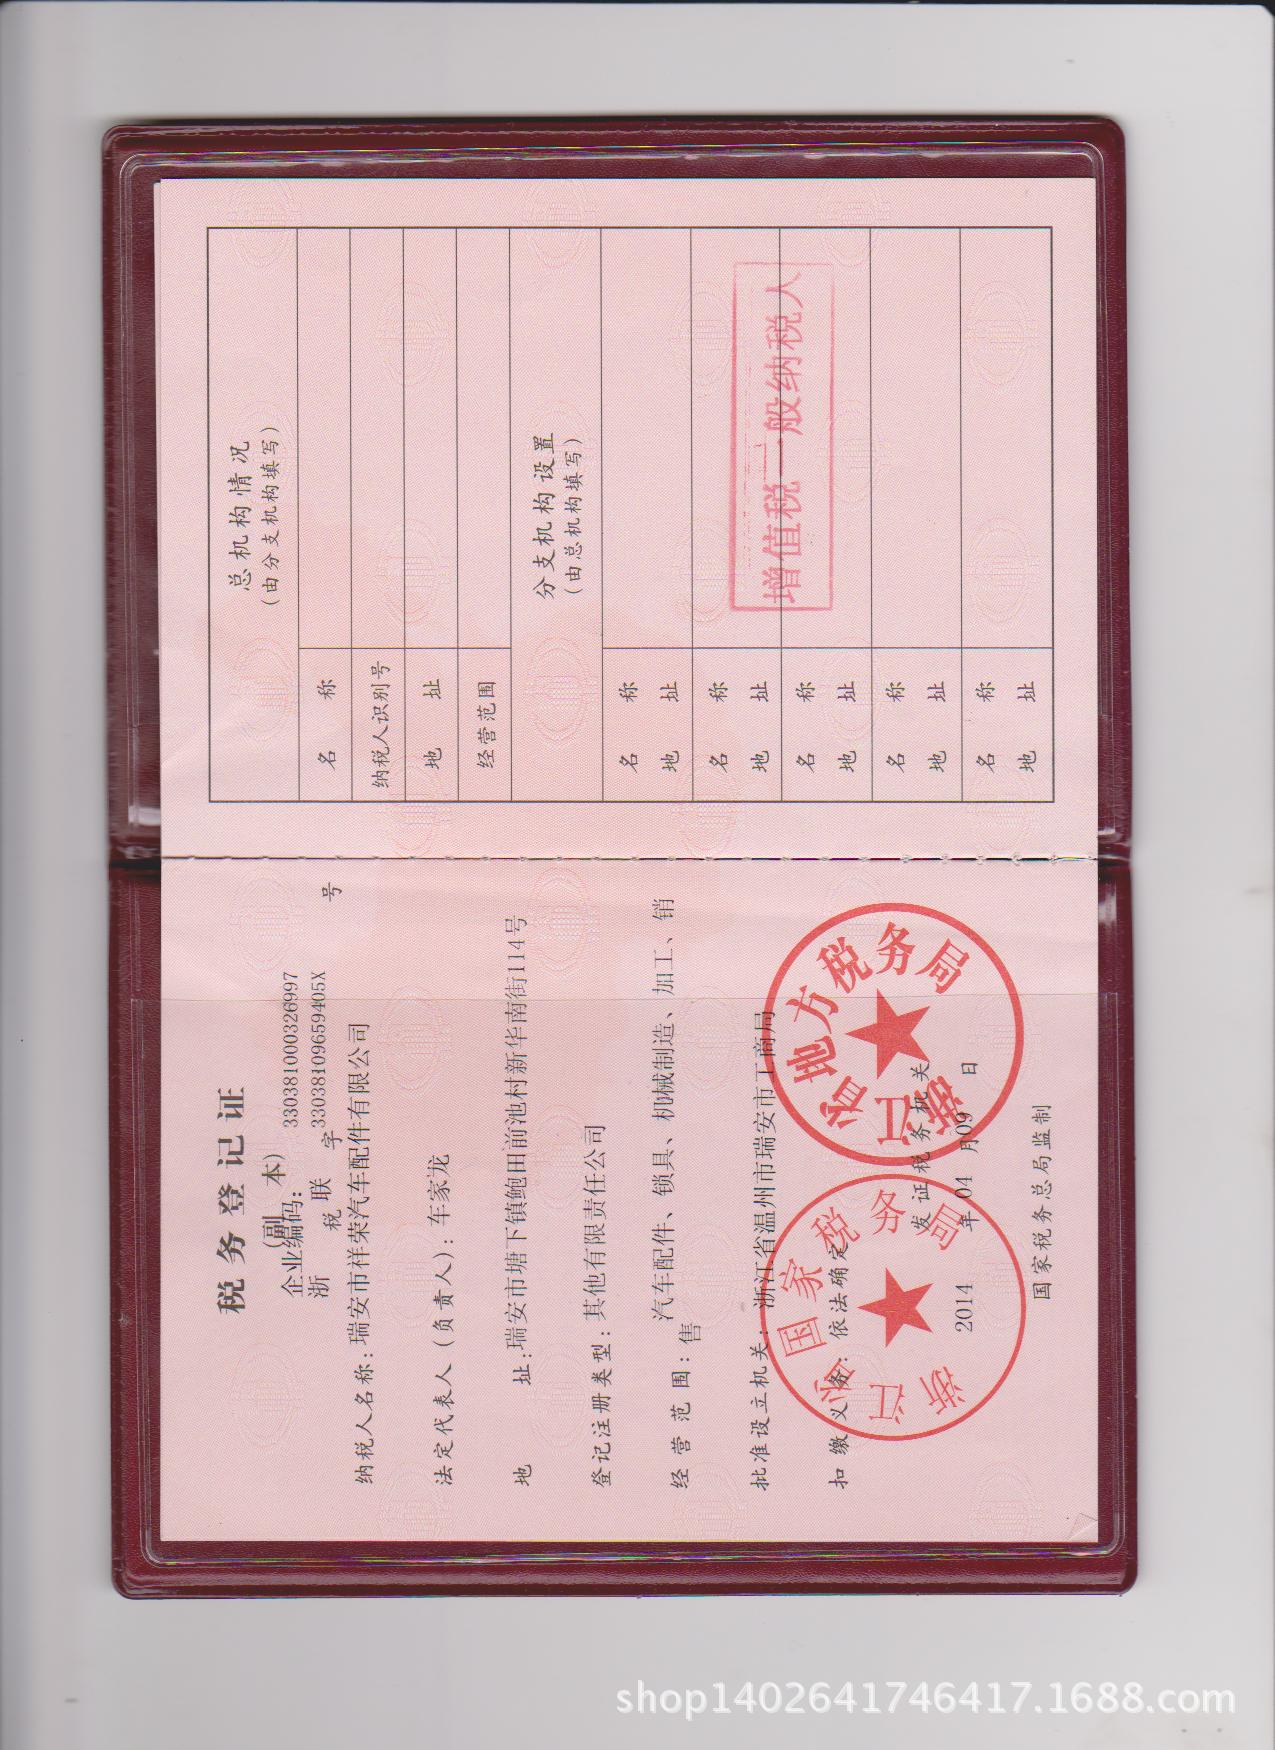 税务登记证
(副 本)
企业编码: 330381000326997
浙 联 33038109659405X
税 字 号
纳税人名称: 瑞安市祥荣汽车配件有限公司
法定代表人(负责人): 车家龙
地 址: 瑞安市塘下镇鲍田前池村新华南街114号
登记注册类型: 其他有限责任公司
汽车配件、锁具、机械制造、加工、销
经营范围: 售
批准设立机关: 浙江省温州市瑞安市工商局
扣缴义务: 依法确定
发证税务机关
2014 年 04 月 09 日
国家税务总局监制
浙江省国家税务局
浙江省地方税务局
总机构情况
(由分支机构填写)
名 称
纳税人识别号
地 址
经营范围
分支机构设置
(由总机构填写)
名 称
地 址
名 称
地 址
名 称
地 址
名 称
地 址
名 称
地 址
增值税一般纳税人
shop1402641746417.1688.com